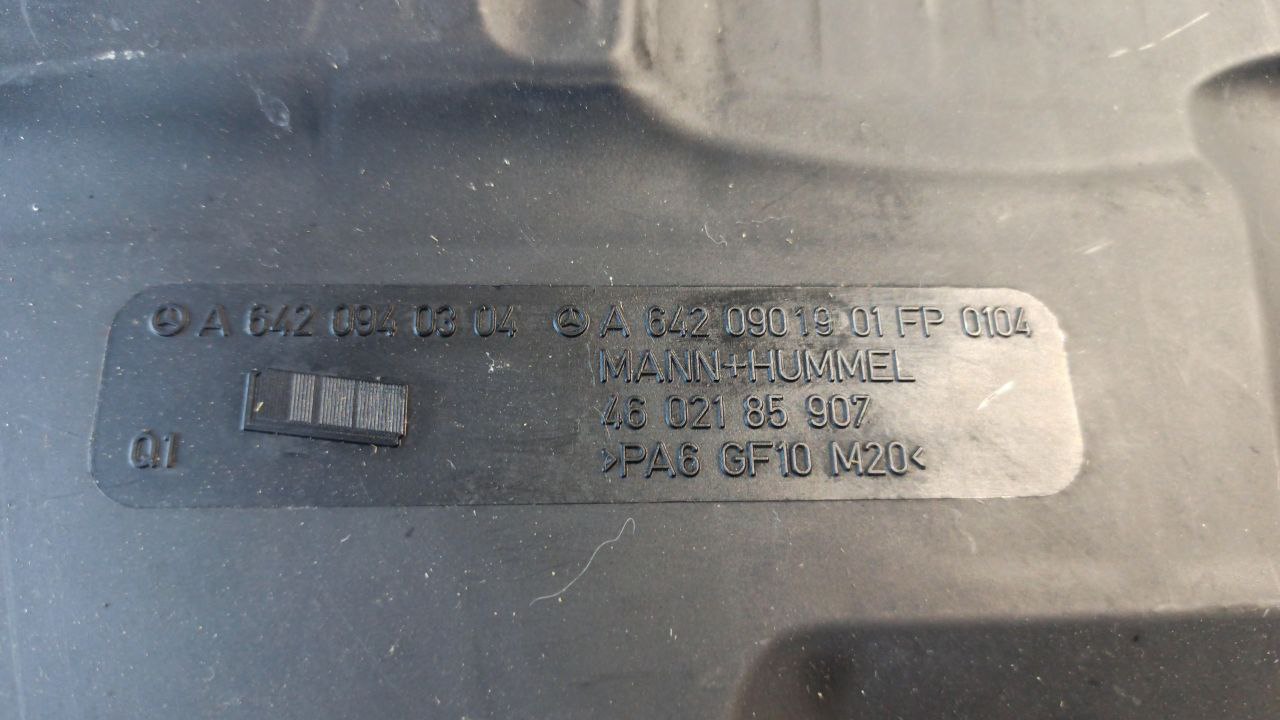 A 642 094 03 04 A 642 090 19 01 FP 0104
MANN+HUMMEL
46 021 85 907
Q1
>PA6 GF10 M20<